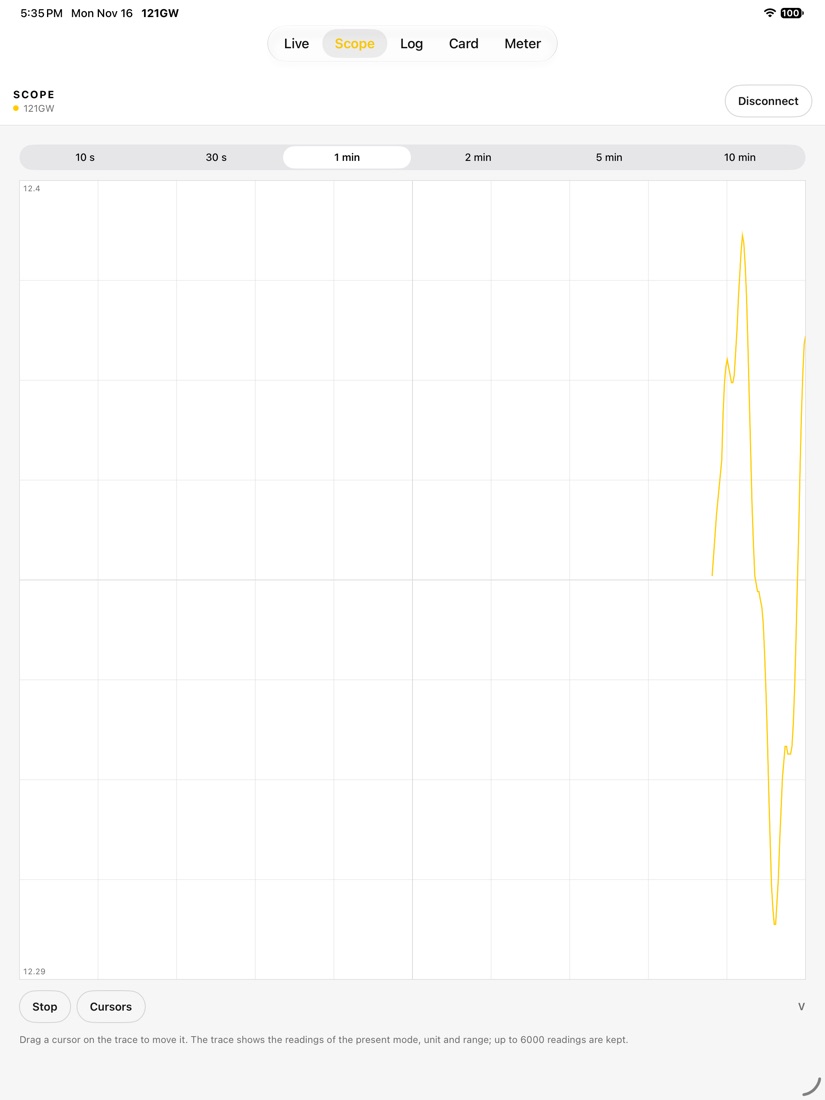 5:35 PM Mon Nov 16 121GW
100
Live Scope Log Card Meter
SCOPE
121GW
Disconnect
10 s 30 s 1 min 2 min 5 min 10 min
12.4
12.29
Stop Cursors V
Drag a cursor on the trace to move it. The trace shows the readings of the present mode, unit and range; up to 6000 readings are kept.